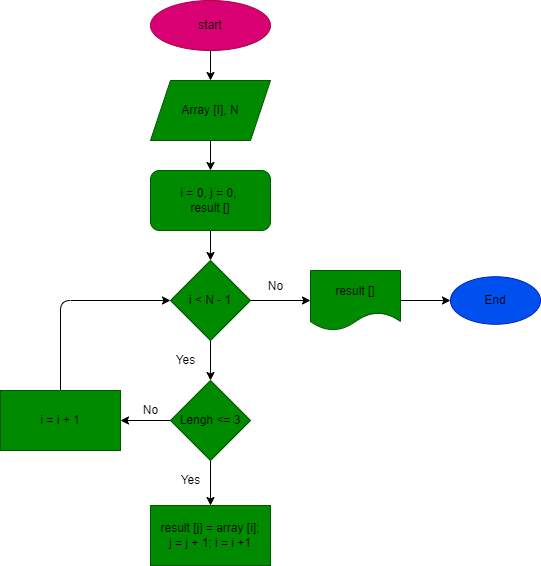 start
Array [i], N
i = 0, j = 0,
result []
i < N - 1
No
result []
End
Yes
i = i + 1
No
Lengh <= 3
Yes
result [j] = array [i];
j = j + 1; i = i +1